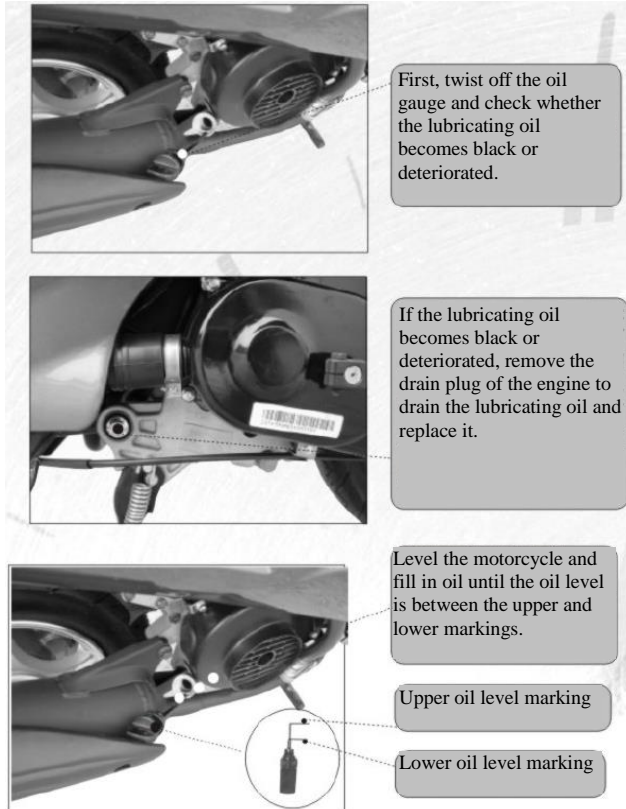 First, twist off the oil
gauge and check whether
the lubricating oil
becomes black or
deteriorated.
If the lubricating oil
becomes black or
deteriorated, remove the
drain plug of the engine to
drain the lubricating oil and
replace it.
Level the motorcycle and
fill in oil until the oil level
is between the upper and
lower markings.
Upper oil level marking
Lower oil level marking